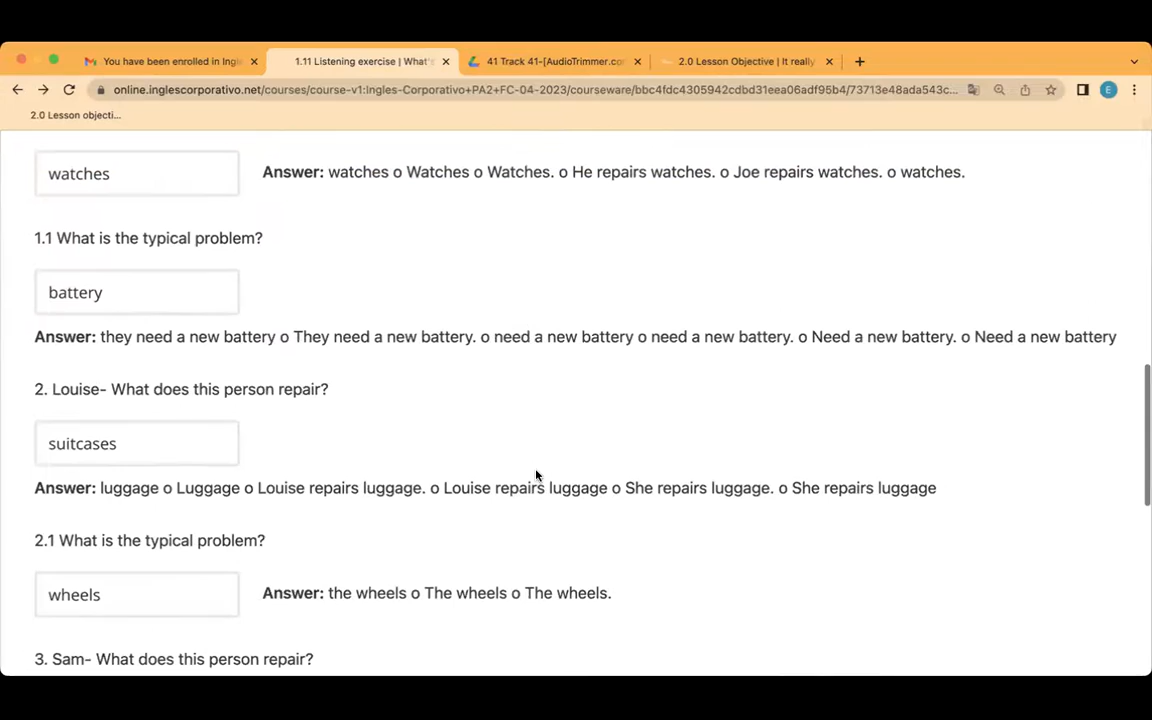 You have been enrolled in Ingl
1.11 Listening exercise | What's
41 Track 41-[AudioTrimmer.co
2.0 Lesson Objective | It really
online.inglescorporativo.net/courses/course-v1:Ingles-Corporativo+PA2+FC-04-2023/courseware/bbc4fdc4305942cdbd31eea06adf95b4/73713e48ada543c...
E
2.0 Lesson objecti...
watches
Answer: watches o Watches o Watches. o He repairs watches. o Joe repairs watches. o watches.
1.1 What is the typical problem?
battery
Answer: they need a new battery o They need a new battery. o need a new battery o need a new battery. o Need a new battery. o Need a new battery
2. Louise- What does this person repair?
suitcases
Answer: luggage o Luggage o Louise repairs luggage. o Louise repairs luggage o She repairs luggage. o She repairs luggage
2.1 What is the typical problem?
wheels
Answer: the wheels o The wheels o The wheels.
3. Sam- What does this person repair?